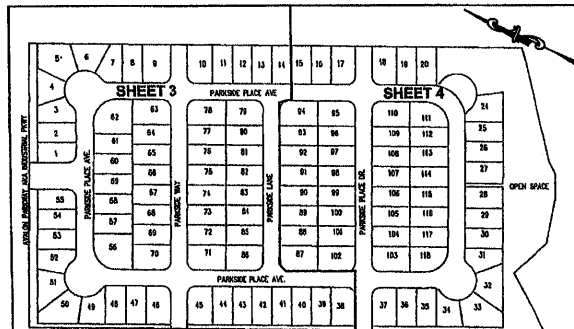 5 6 7 8 9 10 11 12 13 14 15 16 17 18 19 20
4 SHEET 3 PARKSIDE PLACE AVE SHEET 4
3 62 63 78 79 94 95 110 111 24
2 61 64 77 80 93 96 109 112 25
1 60 65 76 81 92 97 108 113 26
59 66 75 82 91 98 107 114 27
OPEN SPACE
55 58 67 74 83 90 99 106 115 28
54 57 68 73 84 89 100 105 116 29
53 56 69 72 85 88 101 104 117 30
52 70 71 86 87 102 103 118 31
51 PARKSIDE PLACE AVE. 32
50 49 48 47 46 45 44 43 42 41 40 39 38 37 36 35 34 33
AVALON PARKWAY AKA INDUSTRIAL PKWY
PARKSIDE PLACE AVE.
PARKSIDE WAY
PARKSIDE LANE
PARKSIDE PLACE DR.